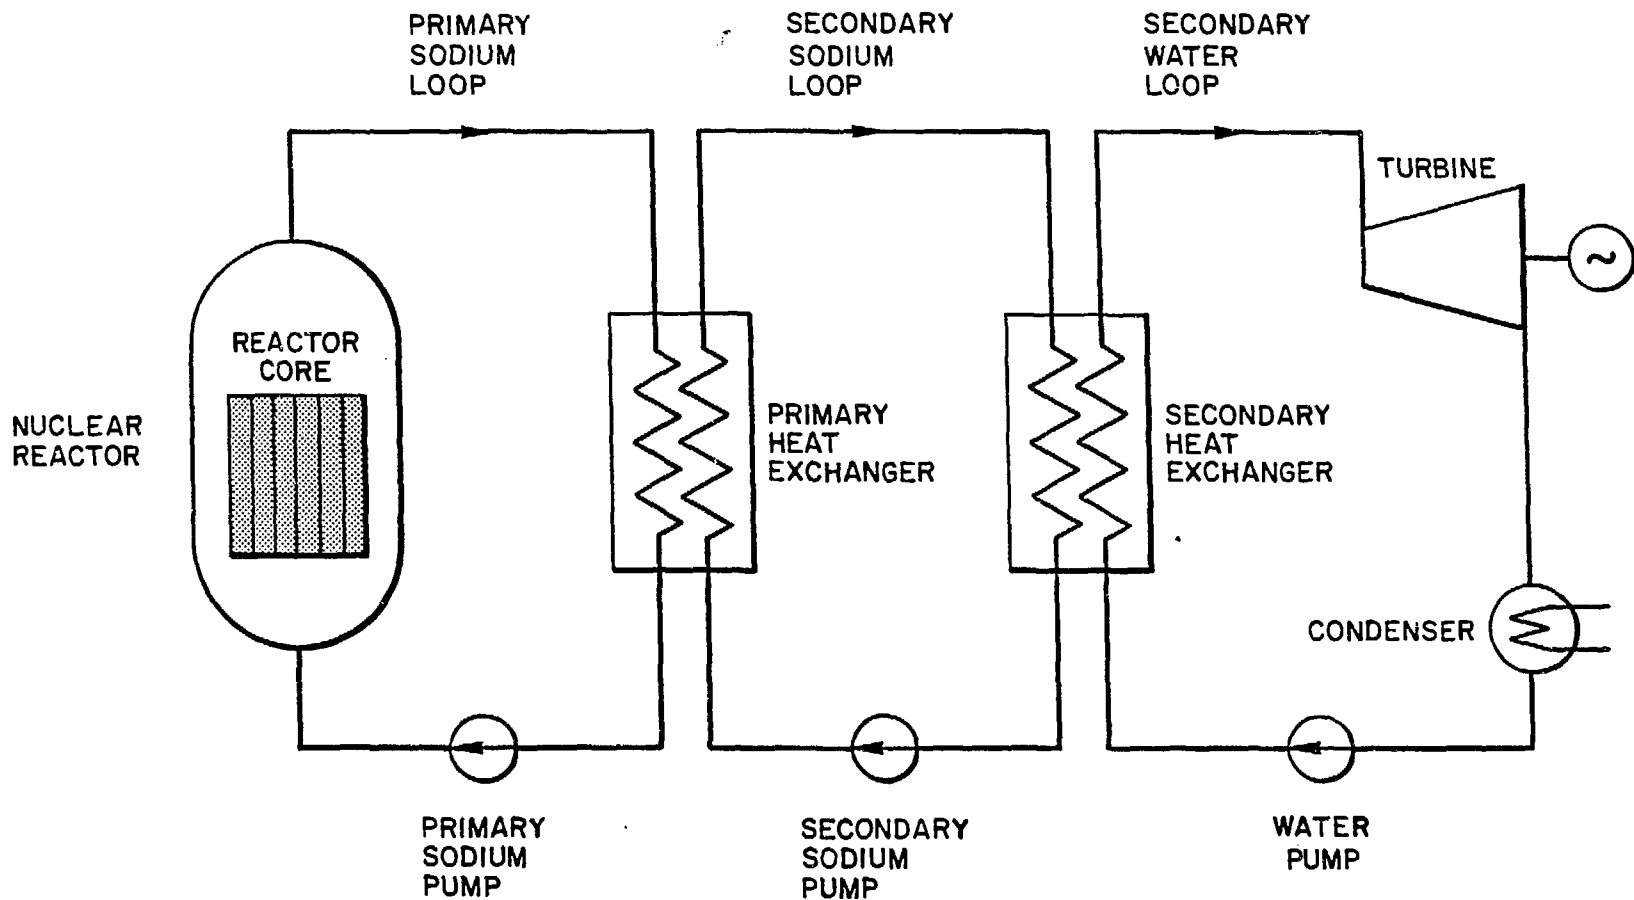 PRIMARY
SODIUM
LOOP
SECONDARY
SODIUM
LOOP
SECONDARY
WATER
LOOP
TURBINE
~
REACTOR
CORE
NUCLEAR
REACTOR
PRIMARY
HEAT
EXCHANGER
SECONDARY
HEAT
EXCHANGER
CONDENSER
PRIMARY
SODIUM
PUMP
SECONDARY
SODIUM
PUMP
WATER
PUMP